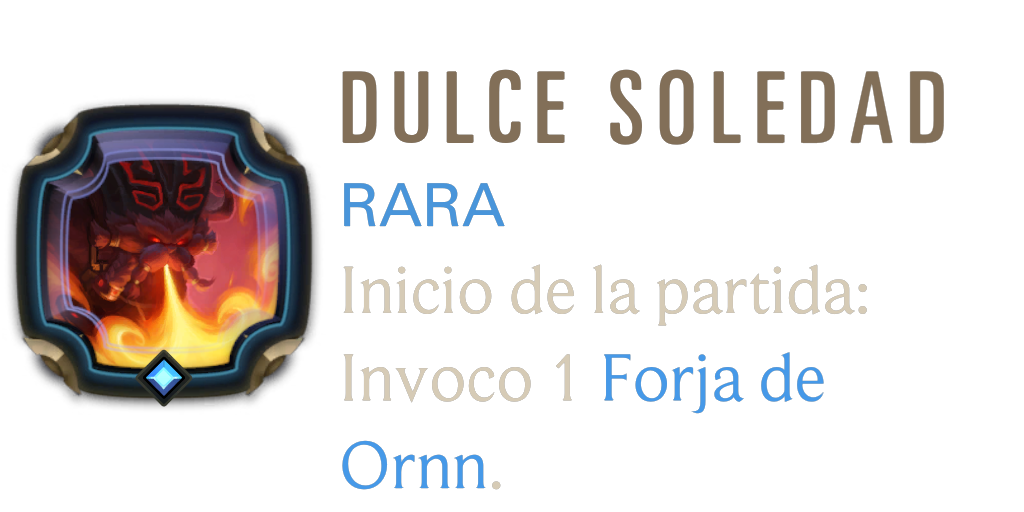 DULCE SOLEDAD
RARA
Inicio de la partida:
Invoco 1 Forja de
Ornn.